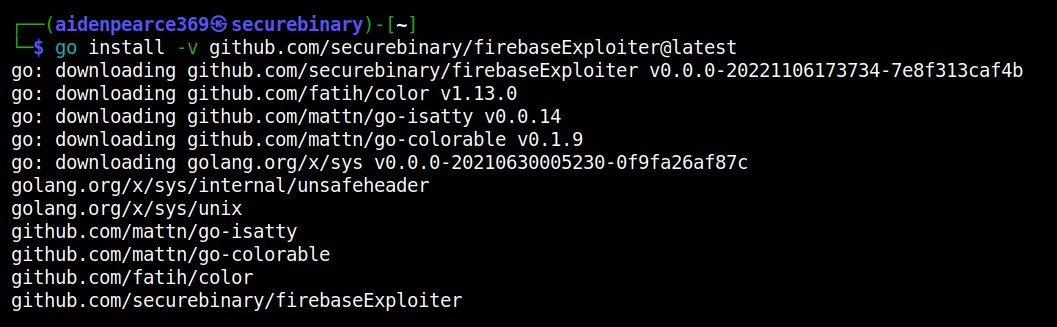 ┌──(aidenpearce369㉿securebinary)-[~]
└─$ go install -v github.com/securebinary/firebaseExploiter@latest
go: downloading github.com/securebinary/firebaseExploiter v0.0.0-20221106173734-7e8f313caf4b
go: downloading github.com/fatih/color v1.13.0
go: downloading github.com/mattn/go-isatty v0.0.14
go: downloading github.com/mattn/go-colorable v0.1.9
go: downloading golang.org/x/sys v0.0.0-20210630005230-0f9fa26af87c
golang.org/x/sys/internal/unsafeheader
golang.org/x/sys/unix
github.com/mattn/go-isatty
github.com/mattn/go-colorable
github.com/fatih/color
github.com/securebinary/firebaseExploiter